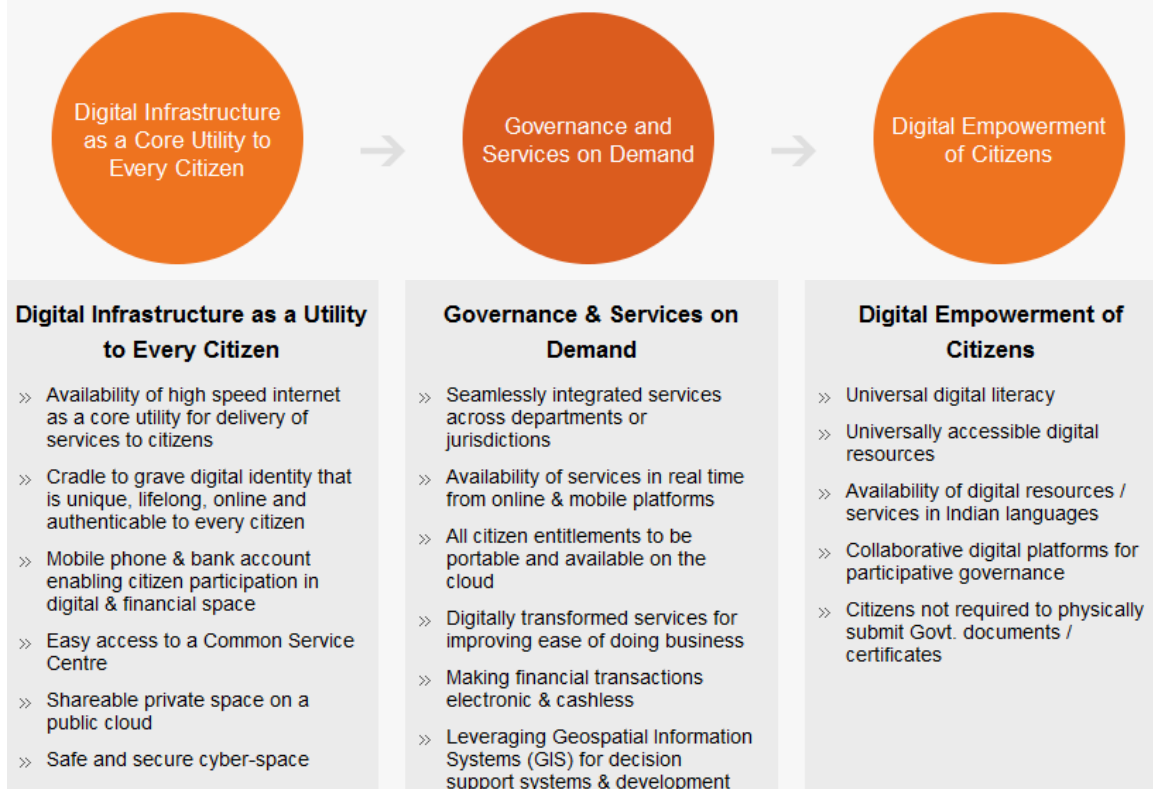 Digital Infrastructure
as a Core Utility to
Every Citizen
Governance and
Services on Demand
Digital Empowerment
of Citizens
Digital Infrastructure as a Utility
to Every Citizen
» Availability of high speed internet
as a core utility for delivery of
services to citizens
» Cradle to grave digital identity that
is unique, lifelong, online and
authenticable to every citizen
» Mobile phone & bank account
enabling citizen participation in
digital & financial space
» Easy access to a Common Service
Centre
» Shareable private space on a
public cloud
» Safe and secure cyber-space
Governance & Services on
Demand
» Seamlessly integrated services
across departments or
jurisdictions
» Availability of services in real time
from online & mobile platforms
» All citizen entitlements to be
portable and available on the
cloud
» Digitally transformed services for
improving ease of doing business
» Making financial transactions
electronic & cashless
» Leveraging Geospatial Information
Systems (GIS) for decision
support systems & development
Digital Empowerment of
Citizens
» Universal digital literacy
» Universally accessible digital
resources
» Availability of digital resources /
services in Indian languages
» Collaborative digital platforms for
participative governance
» Citizens not required to physically
submit Govt. documents /
certificates